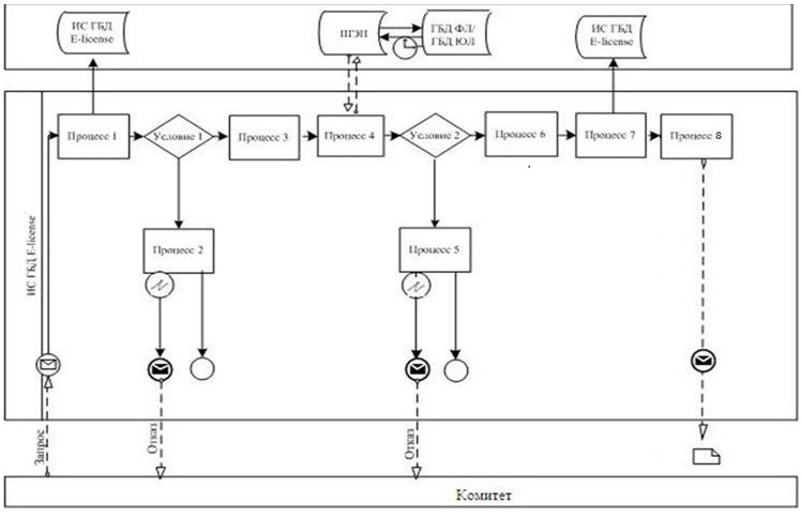 ИС ГБД
E-license
ШЭП
ГБД ФЛ/
ГБД ЮЛ
ИС ГБД
E-license
Процесс 1
Условие 1
Процесс 3
Процесс 4
Условие 2
Процесс 6
Процесс 7
Процесс 8
Процесс 2
Процесс 5
ИС ГБД E-license
Запрос
Отказ
Отказ
Комитет